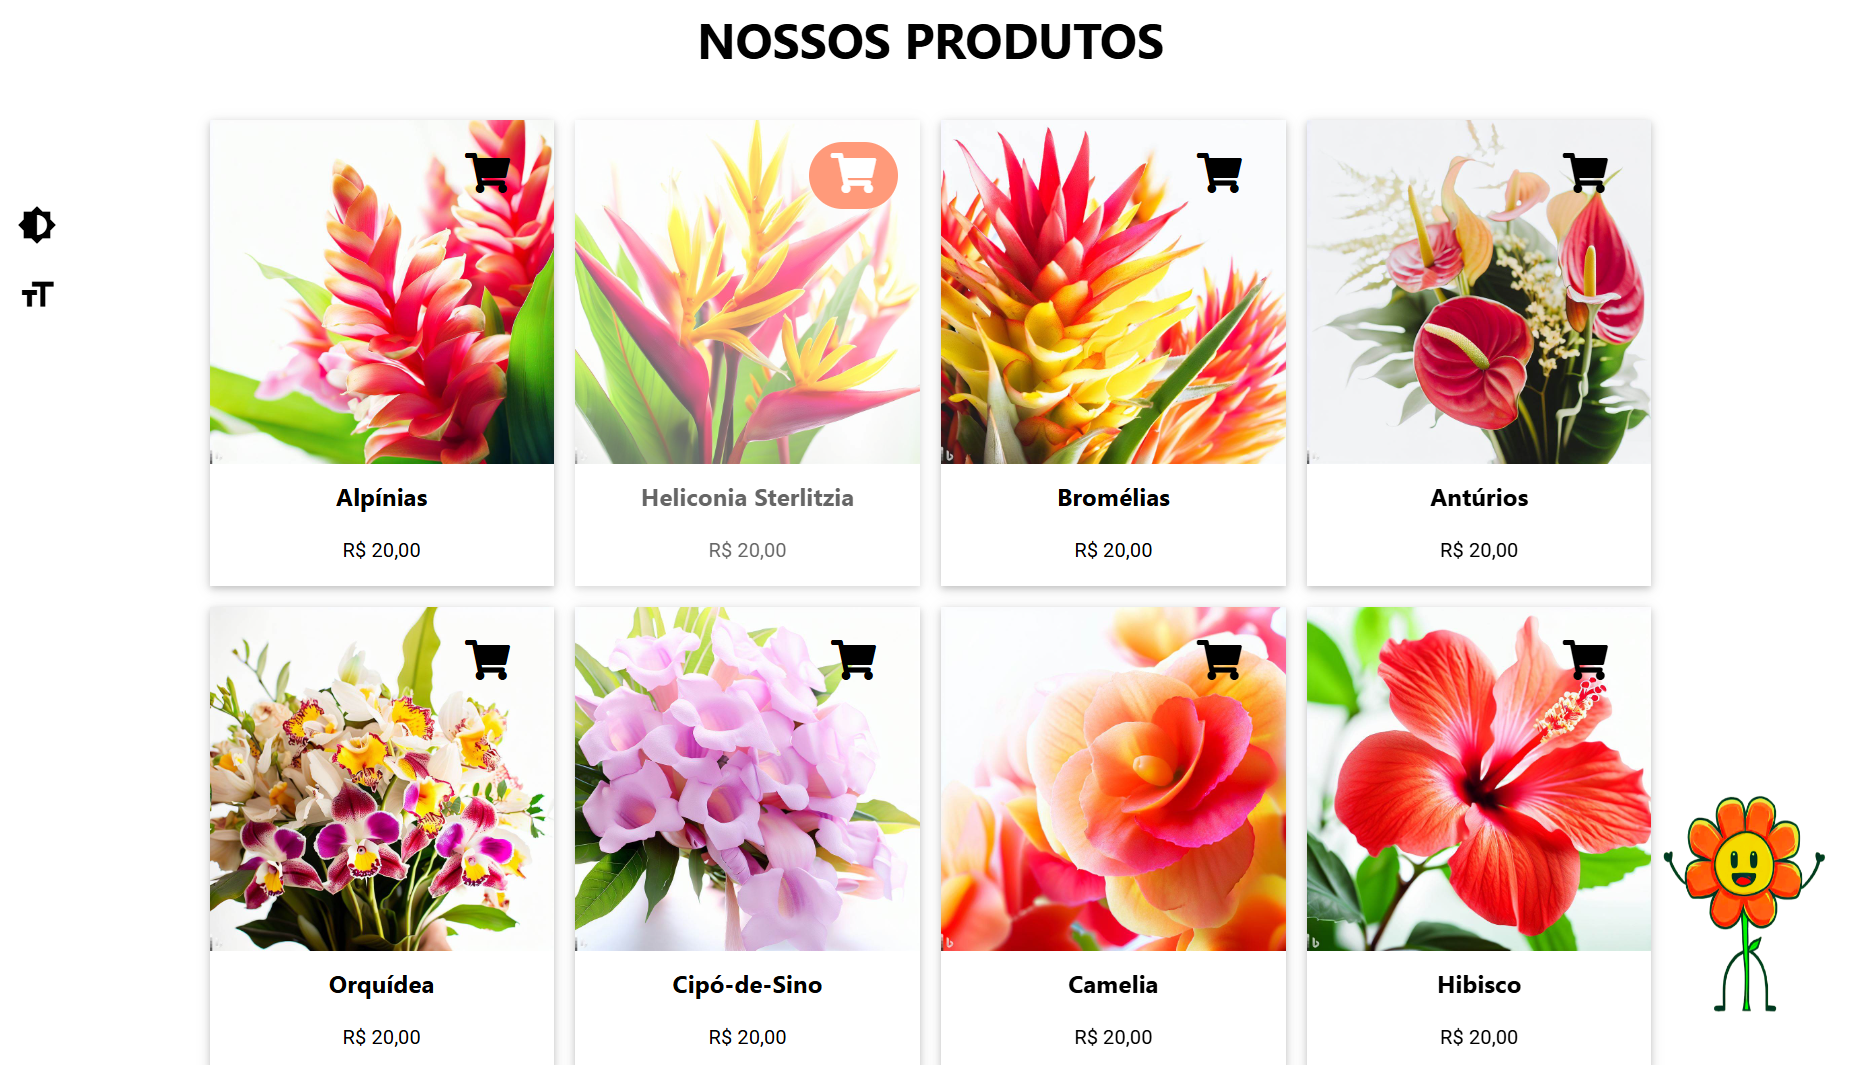 NOSSOS PRODUTOS
TT
Alpínias
Heliconia Sterlitzia
Bromélias
Antúrios
R$ 20,00
R$ 20,00
R$ 20,00
R$ 20,00
Orquídea
Cipó-de-Sino
Camelia
Hibisco
R$ 20,00
R$ 20,00
R$ 20,00
R$ 20,00